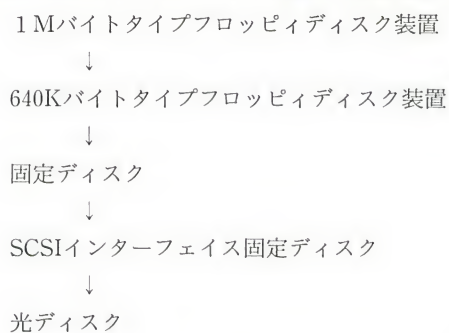 １Mバイトタイプフロッピィディスク装置
↓
640Kバイトタイプフロッピィディスク装置
↓
固定ディスク
↓
SCSIインターフェイス固定ディスク
↓
光ディスク